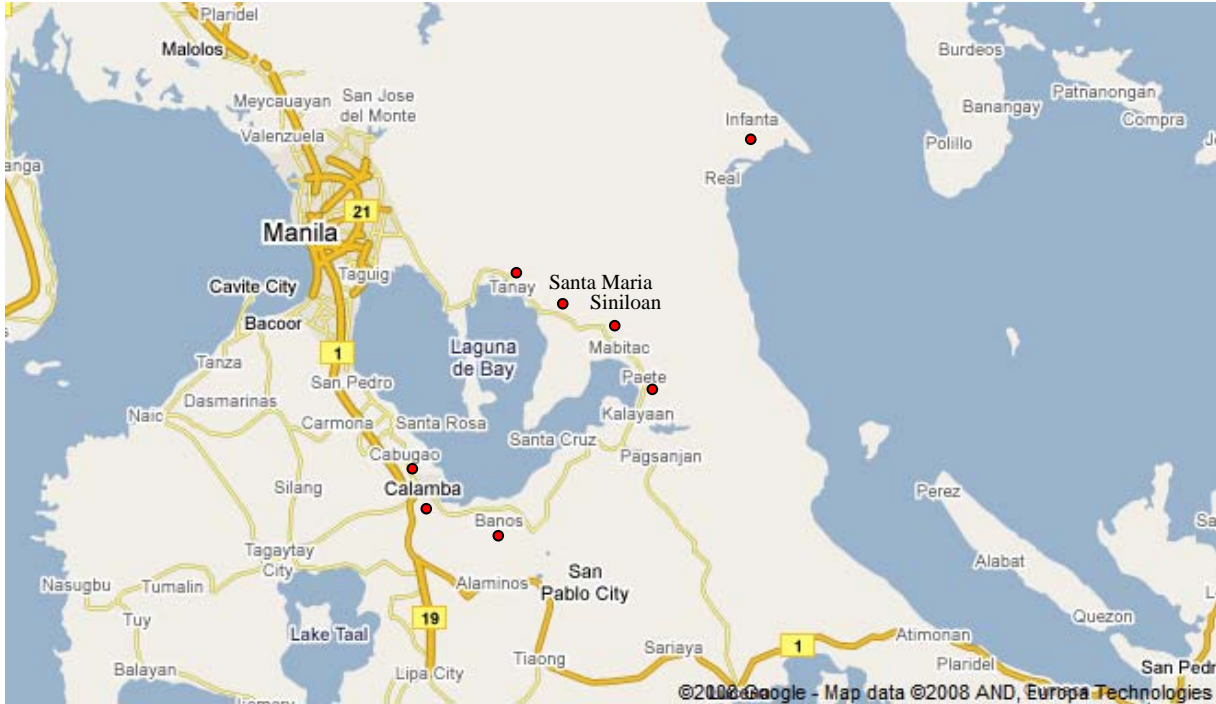 Plaridel
Malolos
Burdeos
Meycauayan
San Jose
del Monte
Patnanongan
Banangay
Compra
Valenzuela
Infanta
Polillo
anga
Real
21
Manila
Taguig
Tanay
Santa Maria
Cavite City
Siniloan
Bacoor
Laguna
de Bay
Mabitac
1
Tanza
San Pedro
Paete
Dasmarinas
Naic
Carmona
Santa Rosa
Kalayaan
Santa Cruz
Cabugao
Pagsanjan
Silang
Calamba
Perez
Banos
Tagaytay
City
Alabat
Nasugbu
Tumalin
Alaminos
San
Pablo City
Tuy
19
Quezon
Lake Taal
Atimonan
Sariaya
1
Balayan
Lipa City
Tiaong
Plaridel
San Pedr
©2008 Google - Map data ©2008 AND, Europa Technologies